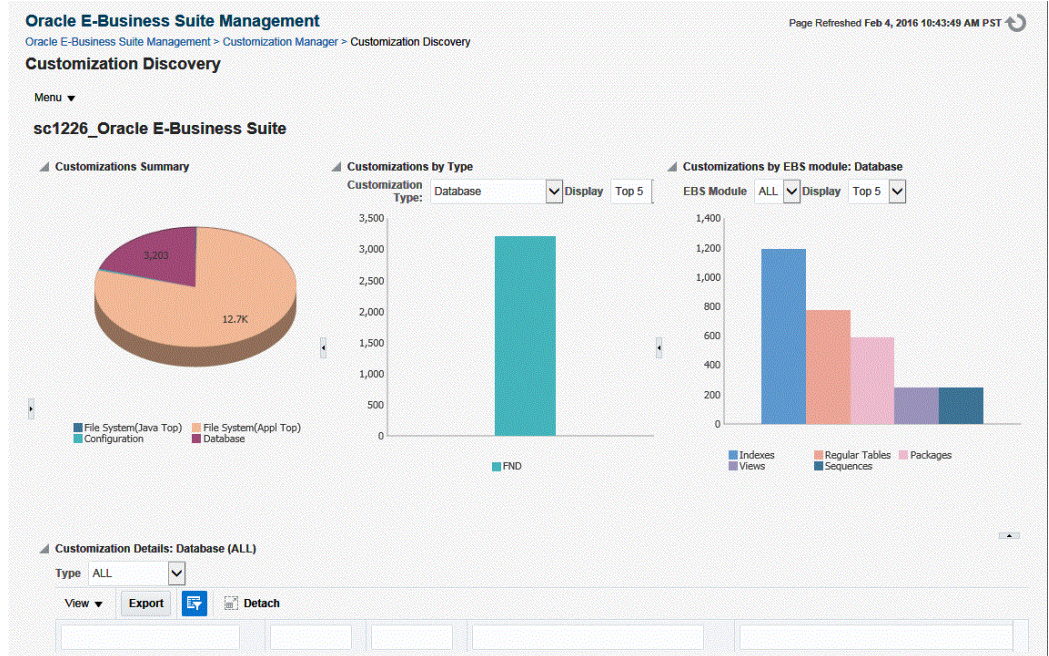 Oracle E-Business Suite Management
Page Refreshed Feb 4, 2016 10:43:49 AM PST
Oracle E-Business Suite Management > Customization Manager > Customization Discovery
Customization Discovery
Menu
sc1226_Oracle E-Business Suite
Customizations Summary
3,203
12.7K
File System(Java Top) File System(Appl Top)
Configuration Database
Customizations by Type
Customization Type: Database Display Top 5
3,500
3,000
2,500
2,000
1,500
1,000
500
0
FND
Customizations by EBS module: Database
EBS Module ALL Display Top 5
1,400
1,200
1,000
800
600
400
200
0
Indexes Regular Tables Packages
Views Sequences
Customization Details: Database (ALL)
Type ALL
View Export Detach